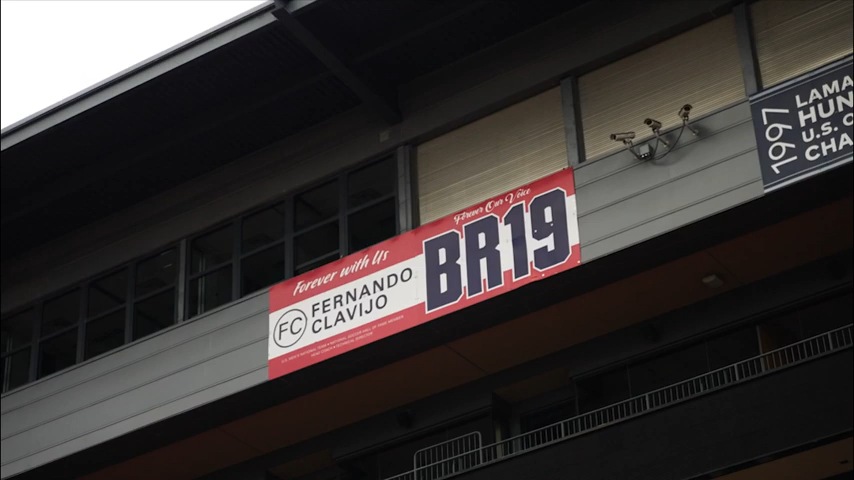 Forever with Us
FC
FERNANDO
CLAVIJO
Forever Our Voice
BR19
1997
LAMA
HUN
U.S. O
CHA